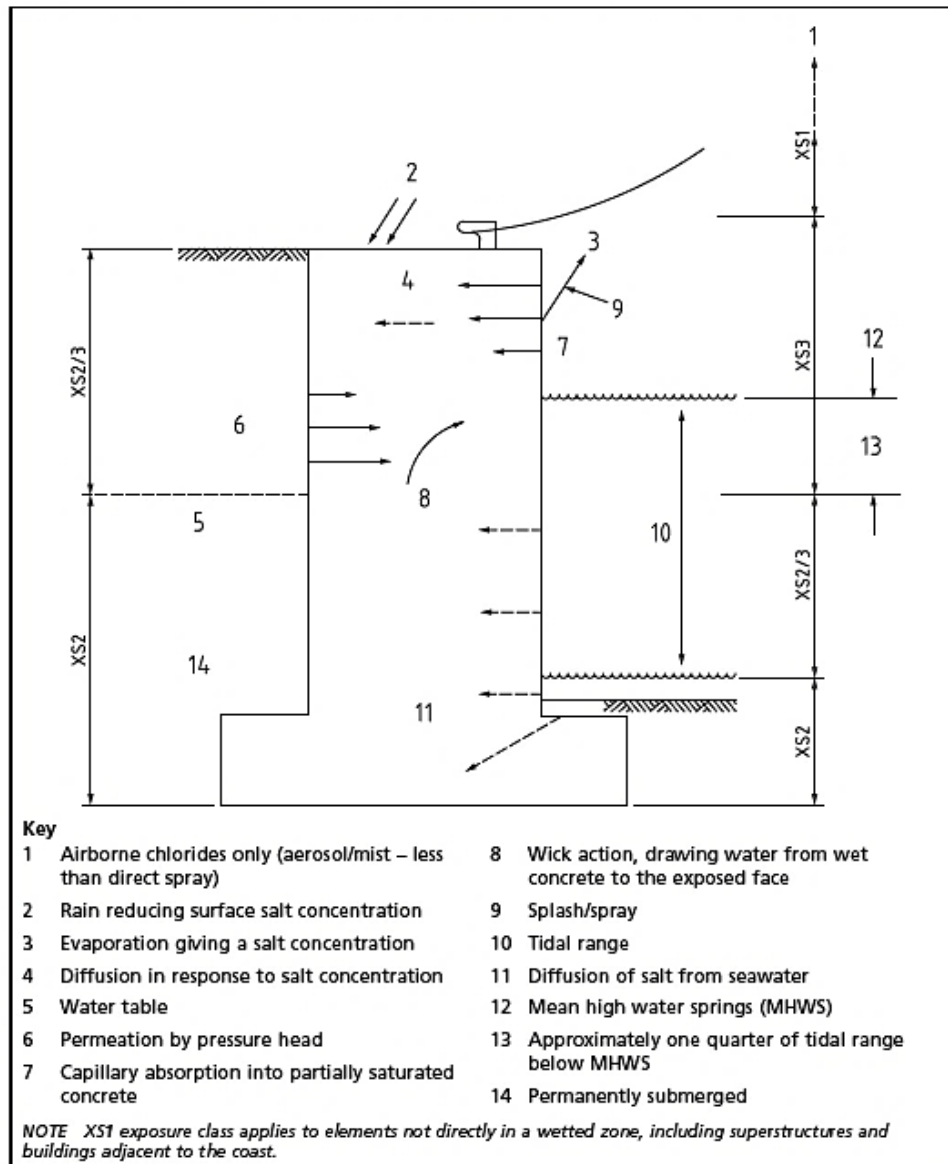 1
XS1
2
3
4
9
12
7
XS2/3
XS3
6
13
8
5
10
XS2/3
XS2
14
11
XS2
Key
1 Airborne chlorides only (aerosol/mist – less
than direct spray)
2 Rain reducing surface salt concentration
3 Evaporation giving a salt concentration
4 Diffusion in response to salt concentration
5 Water table
6 Permeation by pressure head
7 Capillary absorption into partially saturated
concrete
8 Wick action, drawing water from wet
concrete to the exposed face
9 Splash/spray
10 Tidal range
11 Diffusion of salt from seawater
12 Mean high water springs (MHWS)
13 Approximately one quarter of tidal range
below MHWS
14 Permanently submerged
NOTE XS1 exposure class applies to elements not directly in a wetted zone, including superstructures and
buildings adjacent to the coast.